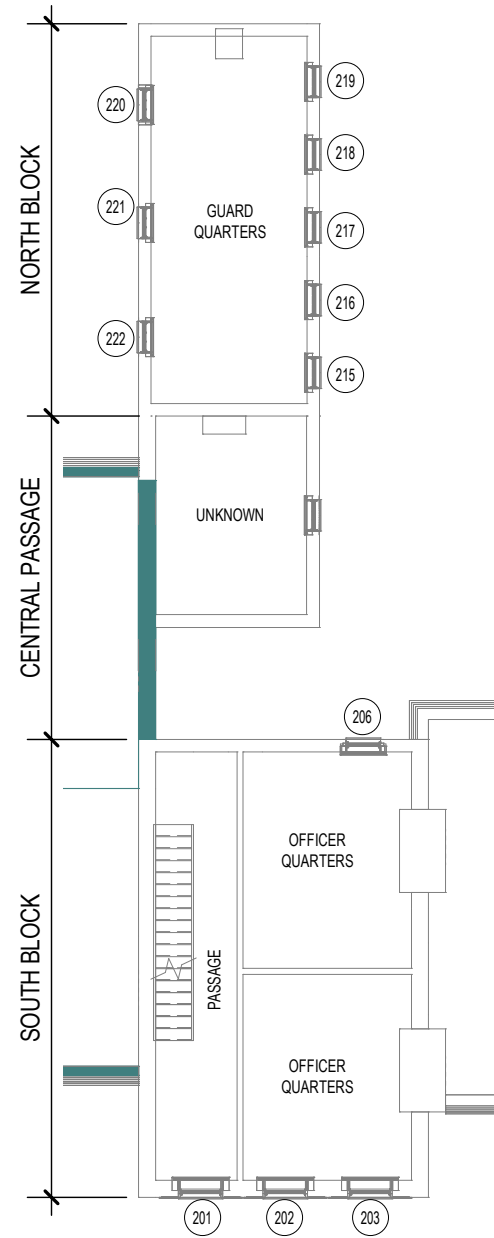 NORTH BLOCK
220
219
218
221
GUARD
QUARTERS
217
216
222
215
CENTRAL PASSAGE
UNKNOWN
206
SOUTH BLOCK
OFFICER
QUARTERS
PASSAGE
OFFICER
QUARTERS
201
202
203